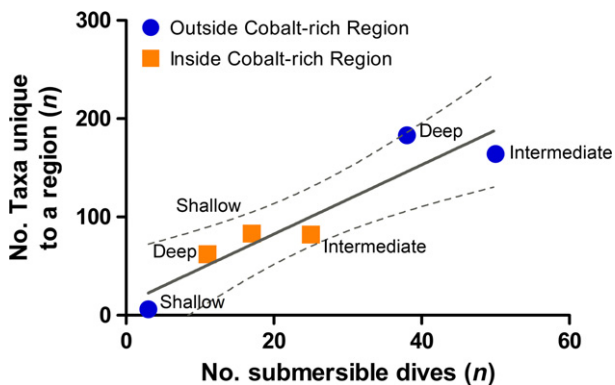 Outside Cobalt-rich Region
Inside Cobalt-rich Region
No. Taxa unique
to a region (n)
300
200
100
0
Deep
Intermediate
Shallow
Deep
Intermediate
Shallow
0
20
40
60
No. submersible dives (n)